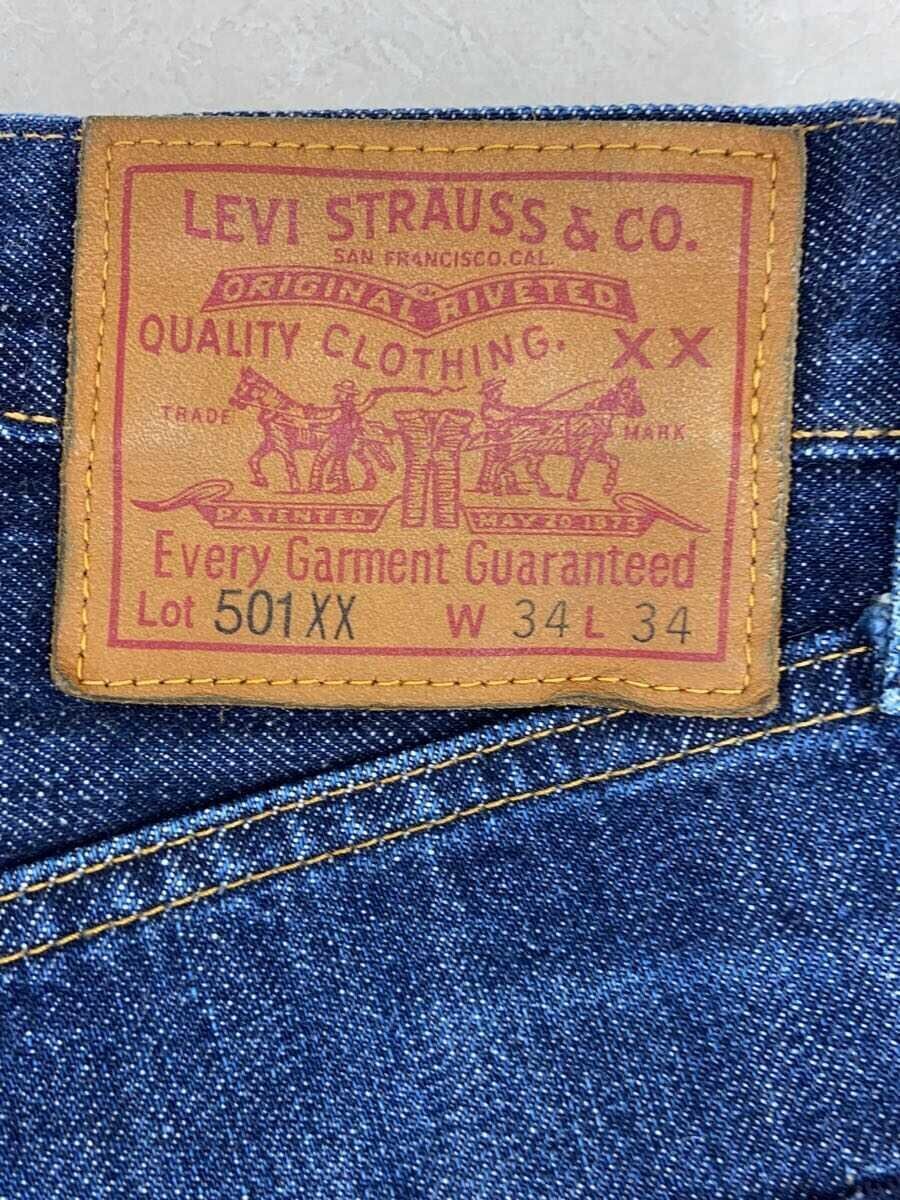 LEVI STRAUSS & CO.
SAN FRANCISCO, CAL.
ORIGINAL RIVETED
QUALITY CLOTHING. XX
TRADE MARK
PATENTED MAY 20 1873
Every Garment Guaranteed
Lot 501XX W 34 L 34